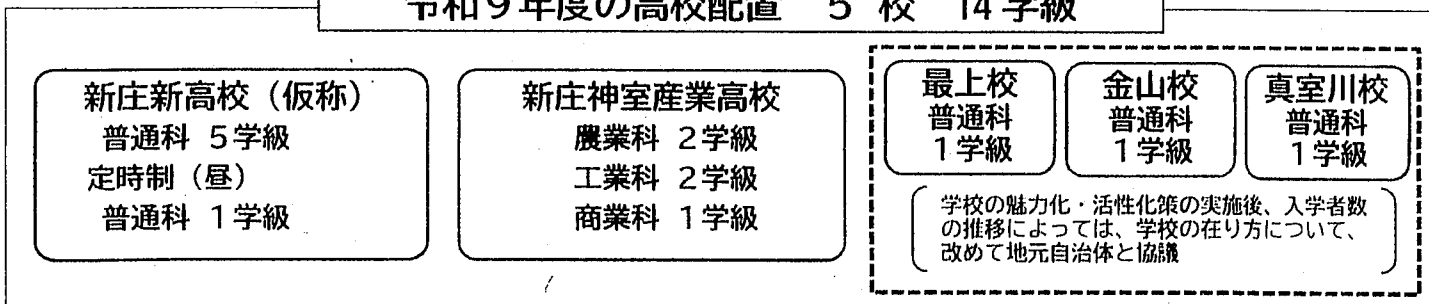 令和９年度の高校配置　５ 校　14 学級
新庄新高校（仮称）
普通科 ５学級
定時制（昼）
普通科 １学級
新庄神室産業高校
農業科 ２学級
工業科 ２学級
商業科 １学級
最上校
普通科
１学級
金山校
普通科
１学級
真室川校
普通科
１学級
学校の魅力化・活性化策の実施後、入学者数
の推移によっては、学校の在り方について、
改めて地元自治体と協議